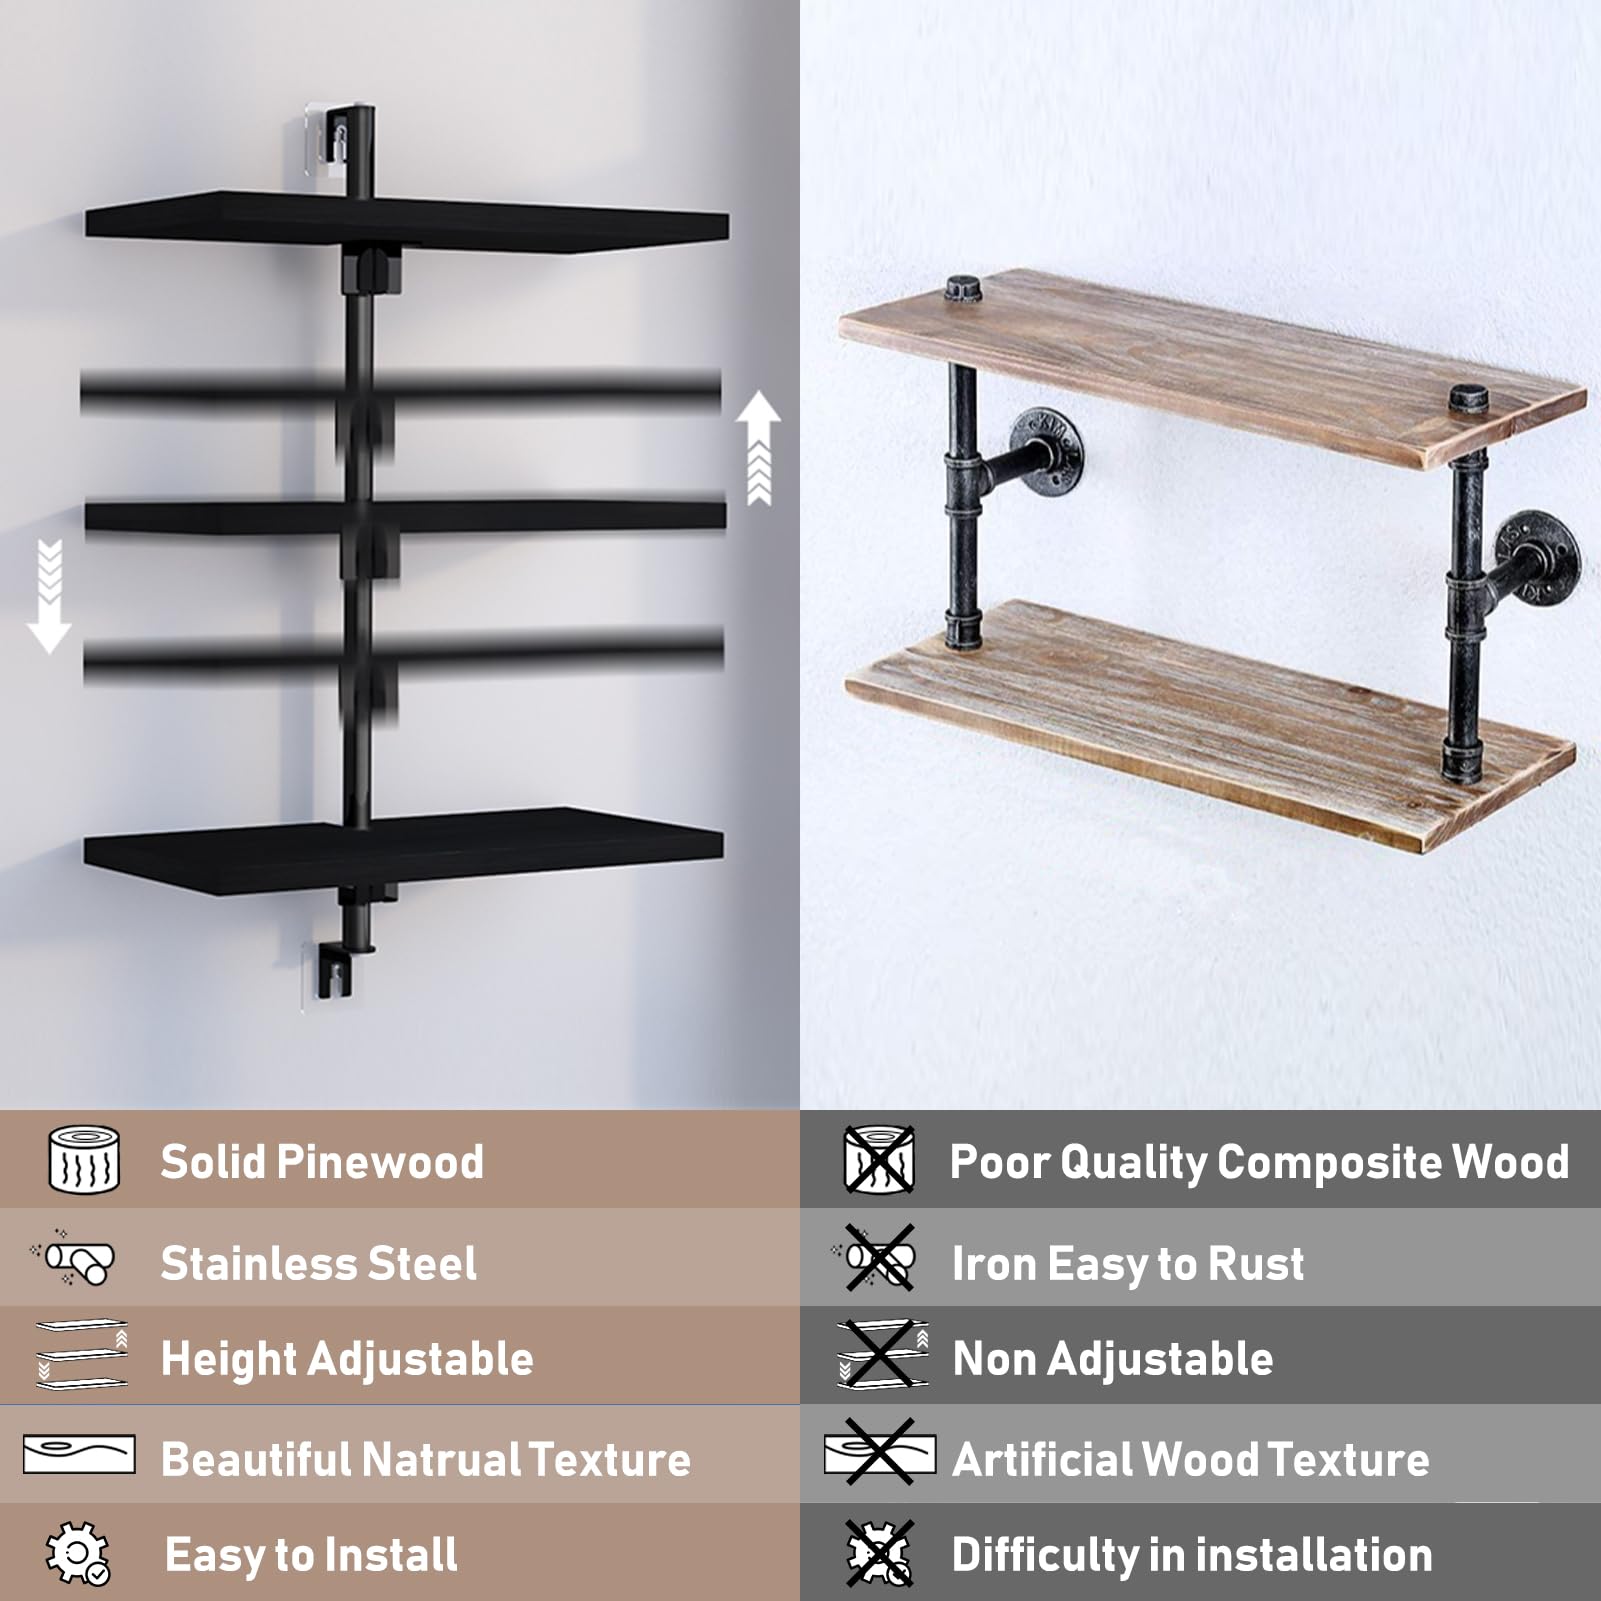 Solid Pinewood
Stainless Steel
Height Adjustable
Beautiful Natrual Texture
Easy to Install
Poor Quality Composite Wood
Iron Easy to Rust
Non Adjustable
Artificial Wood Texture
Difficulty in installation